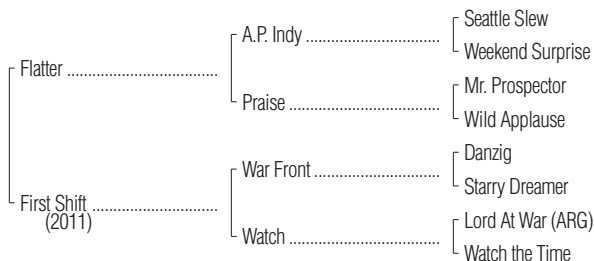 Seattle Slew
A.P. Indy ..................................
Weekend Surprise
Flatter ......................................
Mr. Prospector
Praise ......................................
Wild Applause
Danzig
War Front ................................
Starry Dreamer
First Shift ................................
(2011)
Lord At War (ARG)
Watch ......................................
Watch the Time